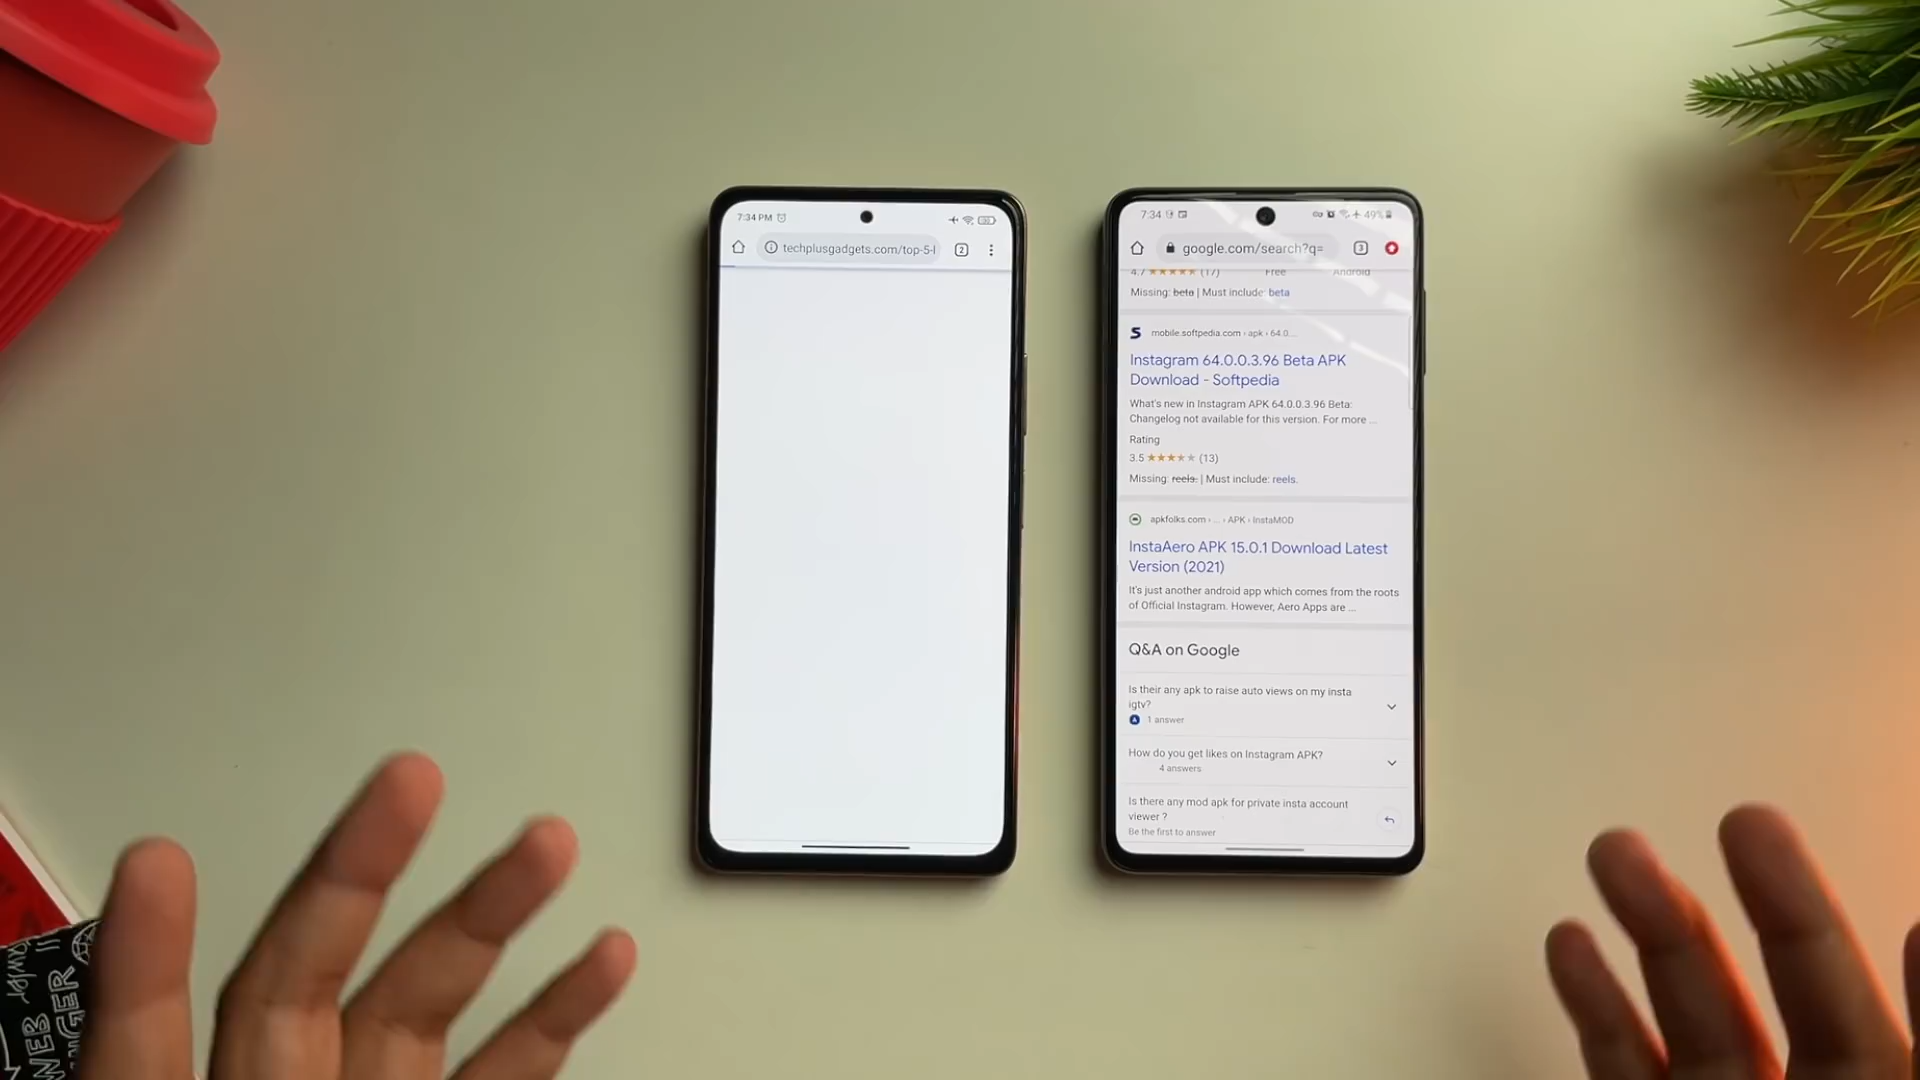 7:34 PM
techplusgadgets.com/top-5-l
2
7:34
49%
google.com/search?q=
3
4.7 ★★★★★ (17) Free Android
Missing: beta | Must include: beta
S mobile.softpedia.com › apk › 64.0...
Instagram 64.0.0.3.96 Beta APK
Download - Softpedia
What's new in Instagram APK 64.0.0.3.96 Beta:
Changelog not available for this version. For more ...
Rating
3.5 ★★★★★ (13)
Missing: reels. | Must include: reels.
apkfolks.com › ... › APK › InstaMOD
InstaAero APK 15.0.1 Download Latest
Version (2021)
It's just another android app which comes from the roots
of Official Instagram. However, Aero Apps are ...
Q&A on Google
Is their any apk to raise auto views on my insta
igtv?
1 answer
How do you get likes on Instagram APK?
4 answers
Is there any mod apk for private insta account
viewer ?
Be the first to answer
WEB